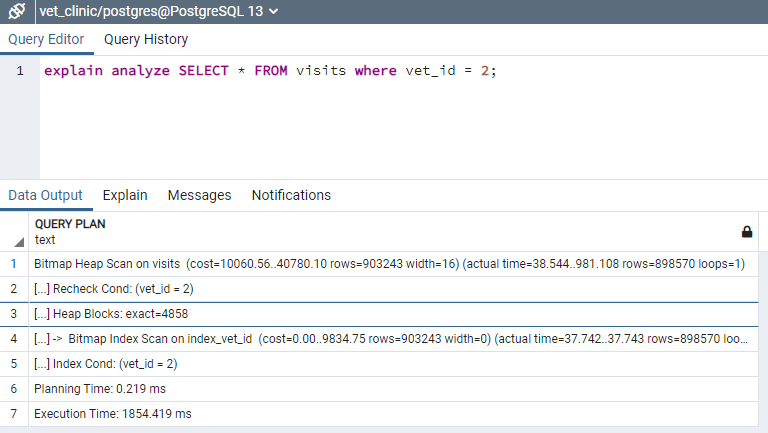 vet_clinic/postgres@PostgreSQL 13
Query Editor Query History
1 explain analyze SELECT * FROM visits where vet_id = 2;
Data Output Explain Messages Notifications
QUERY PLAN
text
1 Bitmap Heap Scan on visits (cost=10060.56..40780.10 rows=903243 width=16) (actual time=38.544..981.108 rows=898570 loops=1)
2 [...] Recheck Cond: (vet_id = 2)
3 [...] Heap Blocks: exact=4858
4 [...] -> Bitmap Index Scan on index_vet_id (cost=0.00..9834.75 rows=903243 width=0) (actual time=37.742..37.743 rows=898570 loo...
5 [...] Index Cond: (vet_id = 2)
6 Planning Time: 0.219 ms
7 Execution Time: 1854.419 ms